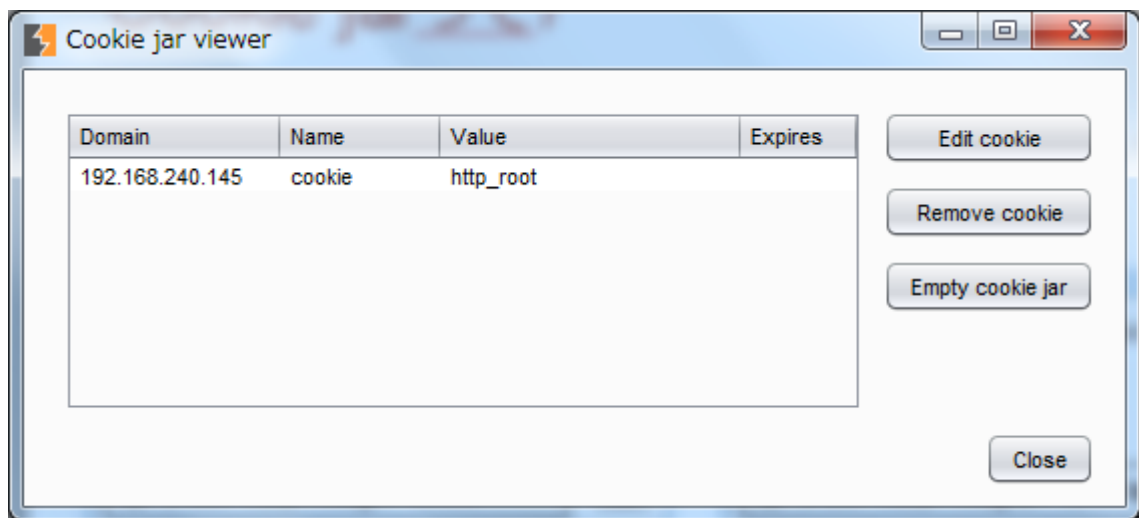 Cookie jar viewer
Domain Name Value Expires
192.168.240.145 cookie http_root
Edit cookie
Remove cookie
Empty cookie jar
Close